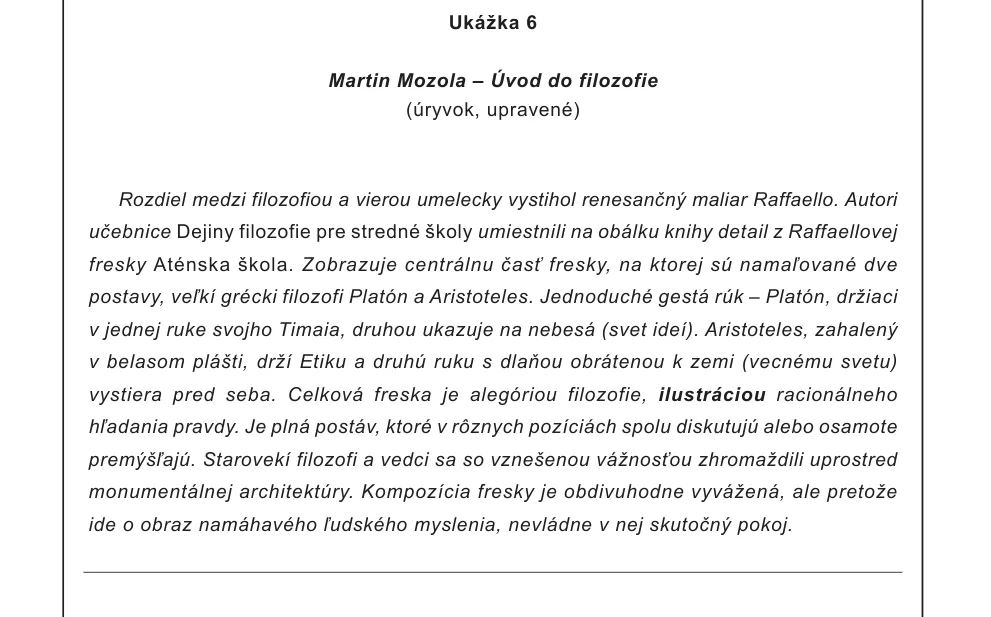 Ukážka 6
Martin Mozola – Úvod do filozofie
(úryvok, upravené)
Rozdiel medzi filozofiou a vierou umelecky vystihol renesančný maliar Raffaello. Autori
učebnice Dejiny filozofie pre stredné školy umiestnili na obálku knihy detail z Raffaellovej
fresky Aténska škola. Zobrazuje centrálnu časť fresky, na ktorej sú namaľované dve
postavy, veľkí grécki filozofi Platón a Aristoteles. Jednoduché gestá rúk – Platón, držiaci
v jednej ruke svojho Timaia, druhou ukazuje na nebesá (svet ideí). Aristoteles, zahalený
v belasom plášti, drží Etiku a druhú ruku s dlaňou obrátenou k zemi (vecnému svetu)
vystiera pred seba. Celková freska je alegóriou filozofie, ilustráciou racionálneho
hľadania pravdy. Je plná postáv, ktoré v rôznych pozíciách spolu diskutujú alebo osamote
premýšľajú. Starovekí filozofi a vedci sa so vznešenou vážnosťou zhromaždili uprostred
monumentálnej architektúry. Kompozícia fresky je obdivuhodne vyvážená, ale pretože
ide o obraz namáhavého ľudského myslenia, nevládne v nej skutočný pokoj.